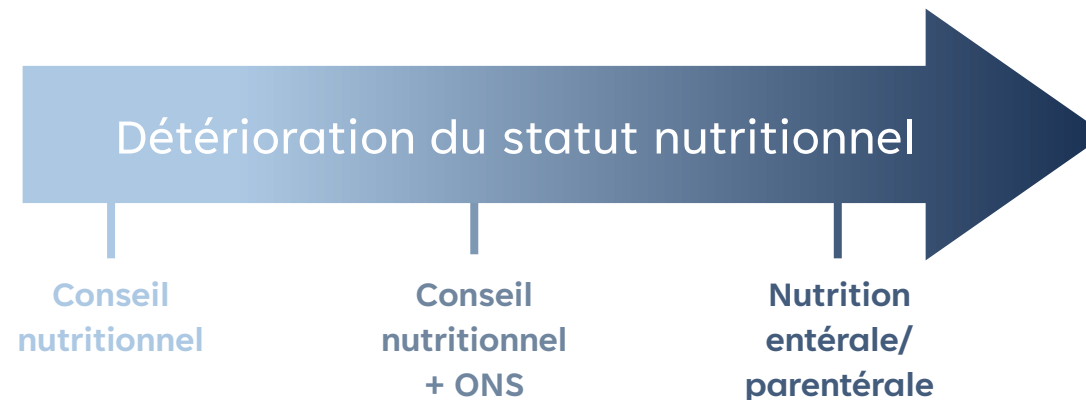 Détérioration du statut nutritionnel
Conseil
nutritionnel
Conseil
nutritionnel
+ ONS
Nutrition
entérale/
parentérale